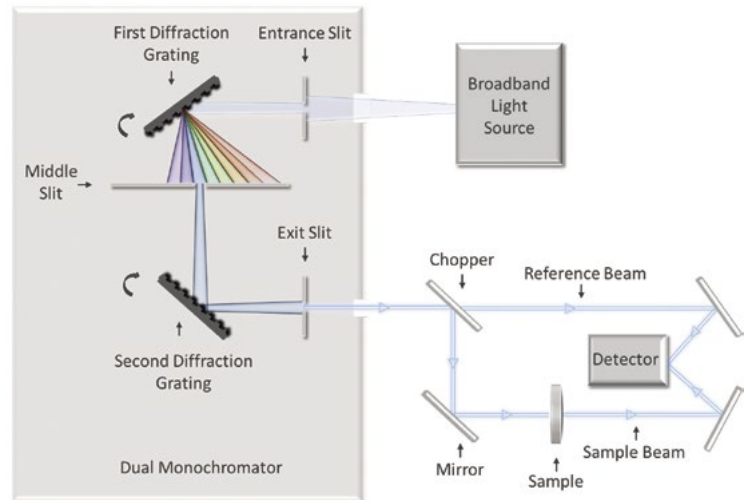 First Diffraction
Grating
Entrance Slit
Broadband
Light
Source
Middle
Slit
Exit Slit
Chopper
Reference Beam
Detector
Second Diffraction
Grating
Mirror
Sample
Sample Beam
Dual Monochromator